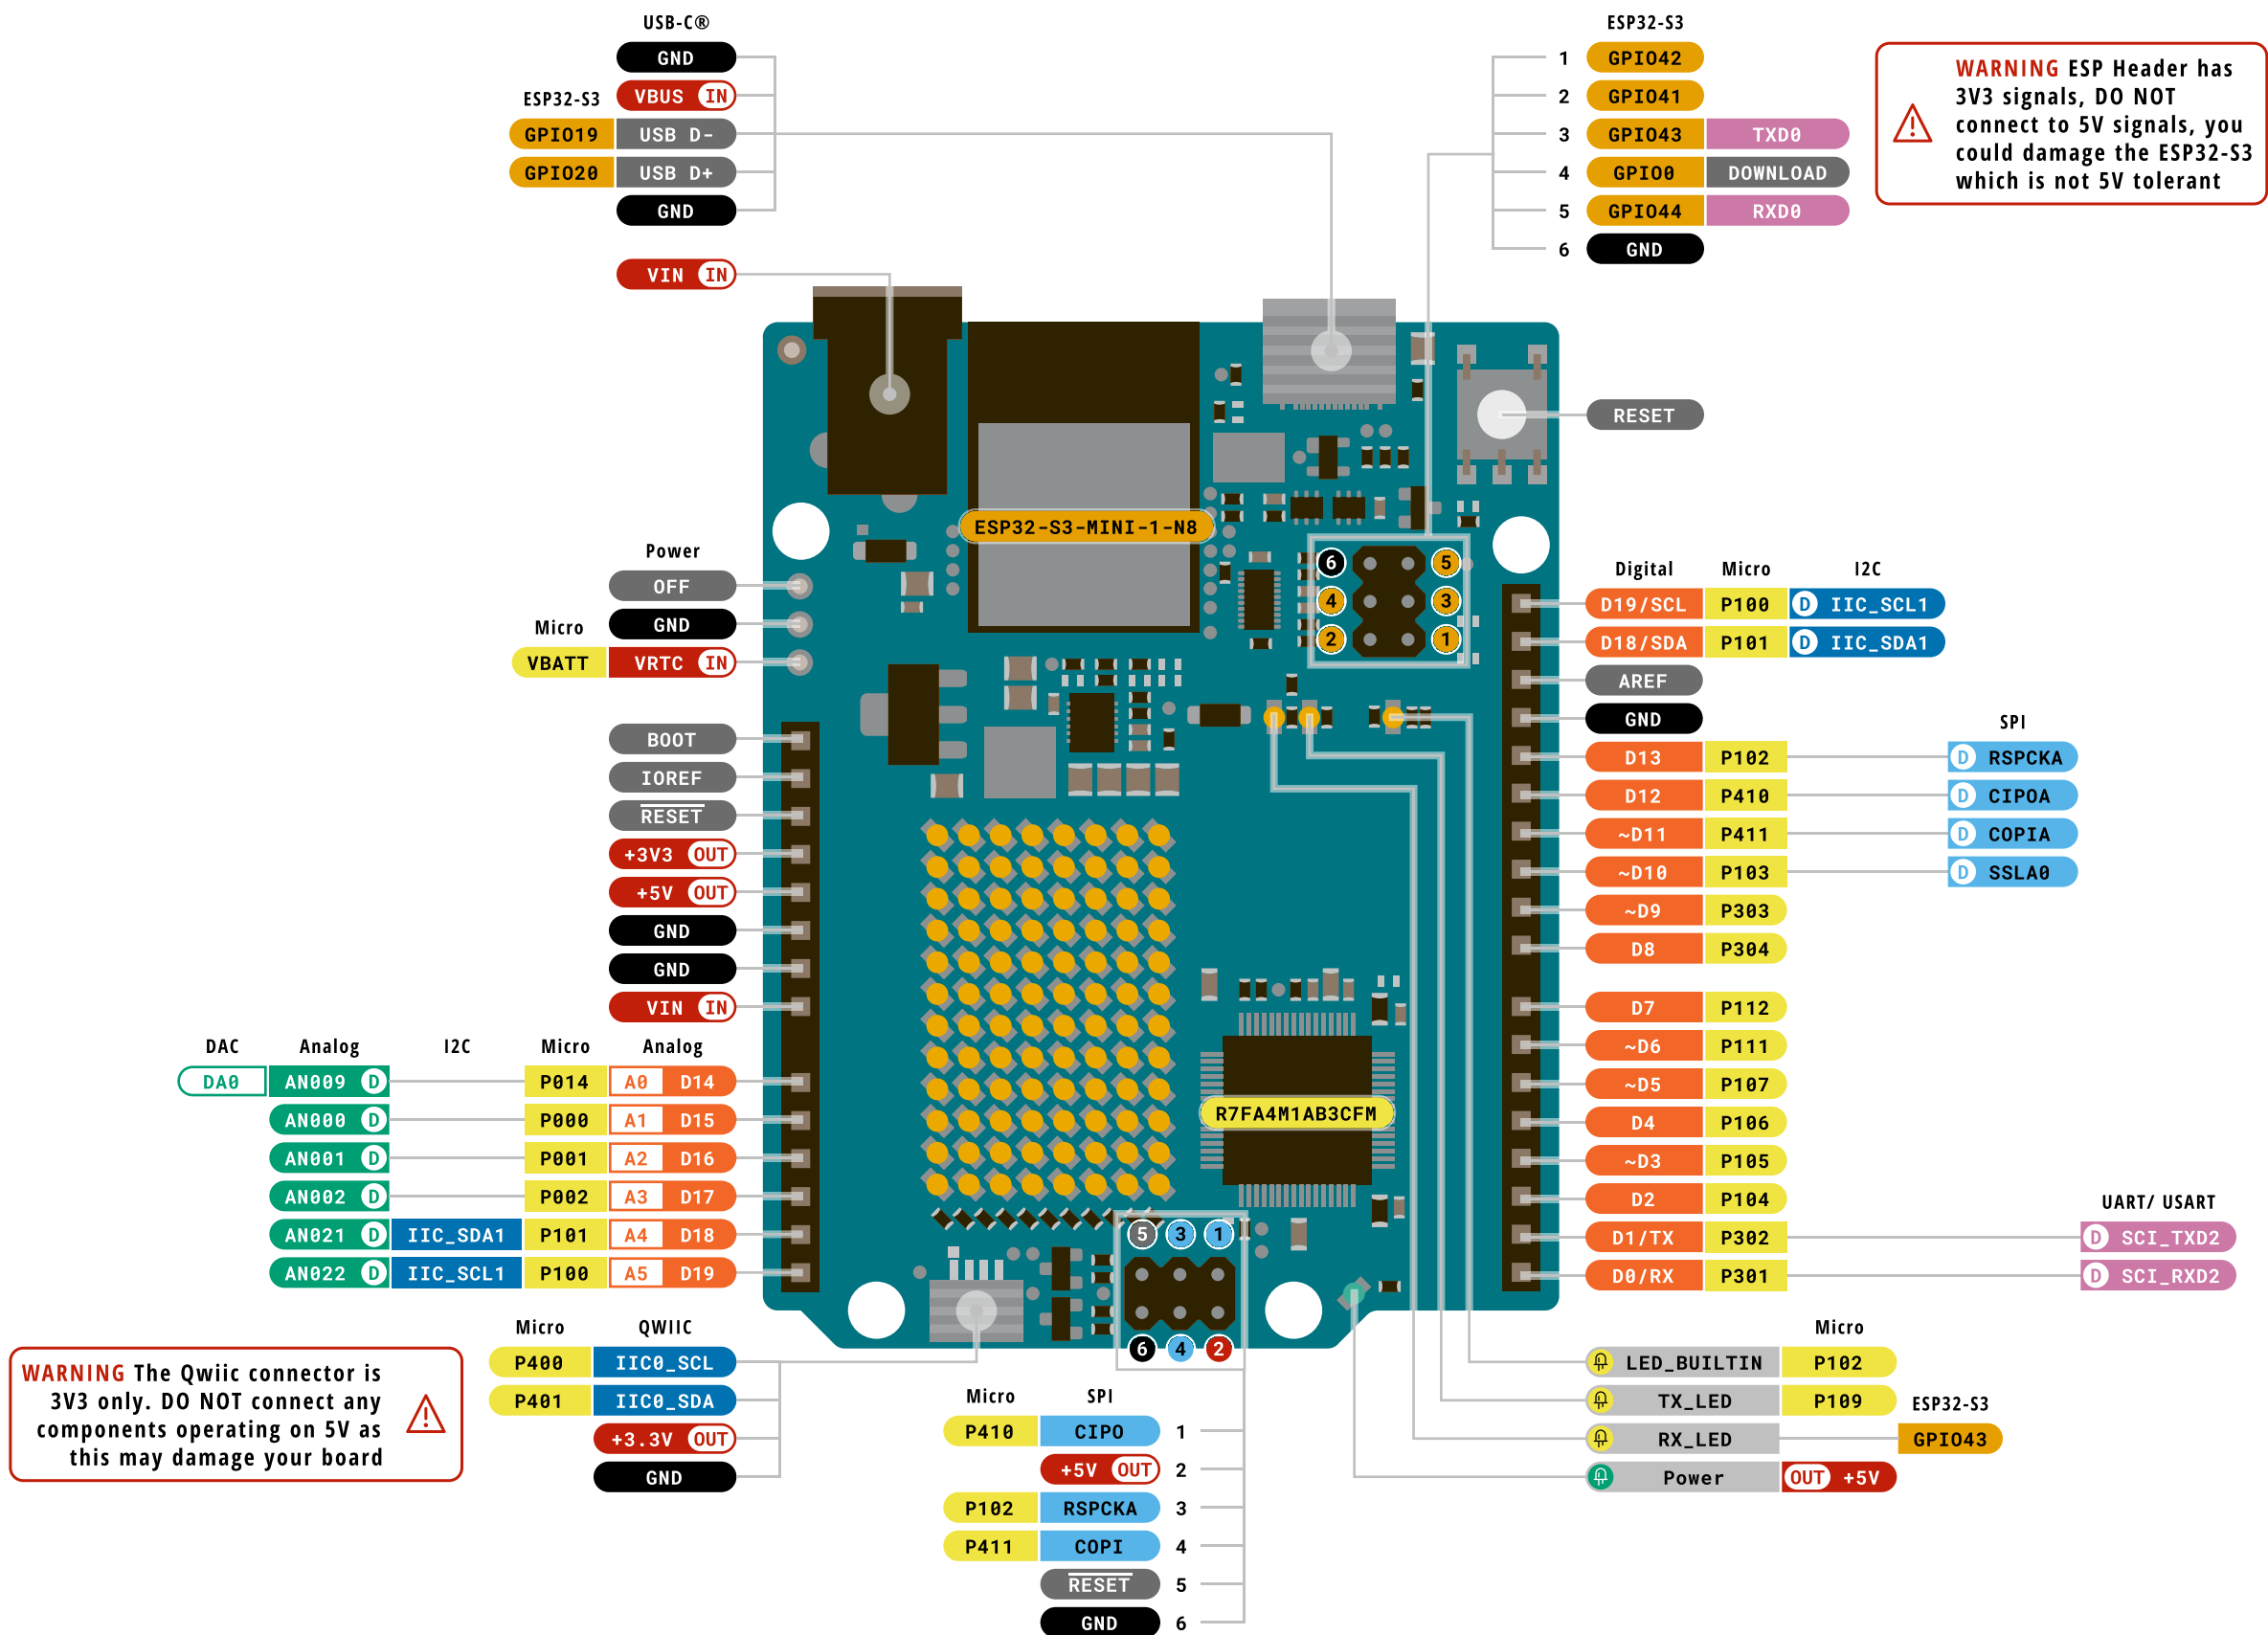 USB-C®
GND
ESP32-S3
VBUS IN
GPIO19 USB D-
GPIO20 USB D+
GND
VIN IN
ESP32-S3
1 GPIO42
2 GPIO41
3 GPIO43 TXD0
4 GPIO0 DOWNLOAD
5 GPIO44 RXD0
6 GND
WARNING ESP Header has
3V3 signals, DO NOT
connect to 5V signals, you
could damage the ESP32-S3
which is not 5V tolerant
RESET
ESP32-S3-MINI-1-N8
6 5
4 3
2 1
Power
OFF
GND
Micro
VBATT VRTC IN
BOOT
IOREF
RESET
+3V3 OUT
+5V OUT
GND
GND
VIN IN
DAC Analog I2C Micro Analog
DA0 AN009 D P014 A0 D14
AN000 D P000 A1 D15
AN001 D P001 A2 D16
AN002 D P002 A3 D17
AN021 D IIC_SDA1 P101 A4 D18
AN022 D IIC_SCL1 P100 A5 D19
Digital Micro I2C
D19/SCL P100 D IIC_SCL1
D18/SDA P101 D IIC_SDA1
AREF
GND
SPI
D13 P102 D RSPCKA
D12 P410 D CIPOA
~D11 P411 D COPIA
~D10 P103 D SSLA0
~D9 P303
D8 P304
D7 P112
~D6 P111
~D5 P107
D4 P106
~D3 P105
D2 P104
UART/ USART
D1/TX P302 D SCI_TXD2
D0/RX P301 D SCI_RXD2
R7FA4M1AB3CFM
5 3 1
6 4 2
Micro QWIIC
P400 IIC0_SCL
P401 IIC0_SDA
+3.3V OUT
GND
WARNING The Qwiic connector is
3V3 only. DO NOT connect any
components operating on 5V as
this may damage your board
Micro SPI
P410 CIPO 1
+5V OUT 2
P102 RSPCKA 3
P411 COPI 4
RESET 5
GND 6
Micro
LED_BUILTIN P102
TX_LED P109
ESP32-S3
RX_LED GPIO43
Power OUT +5V